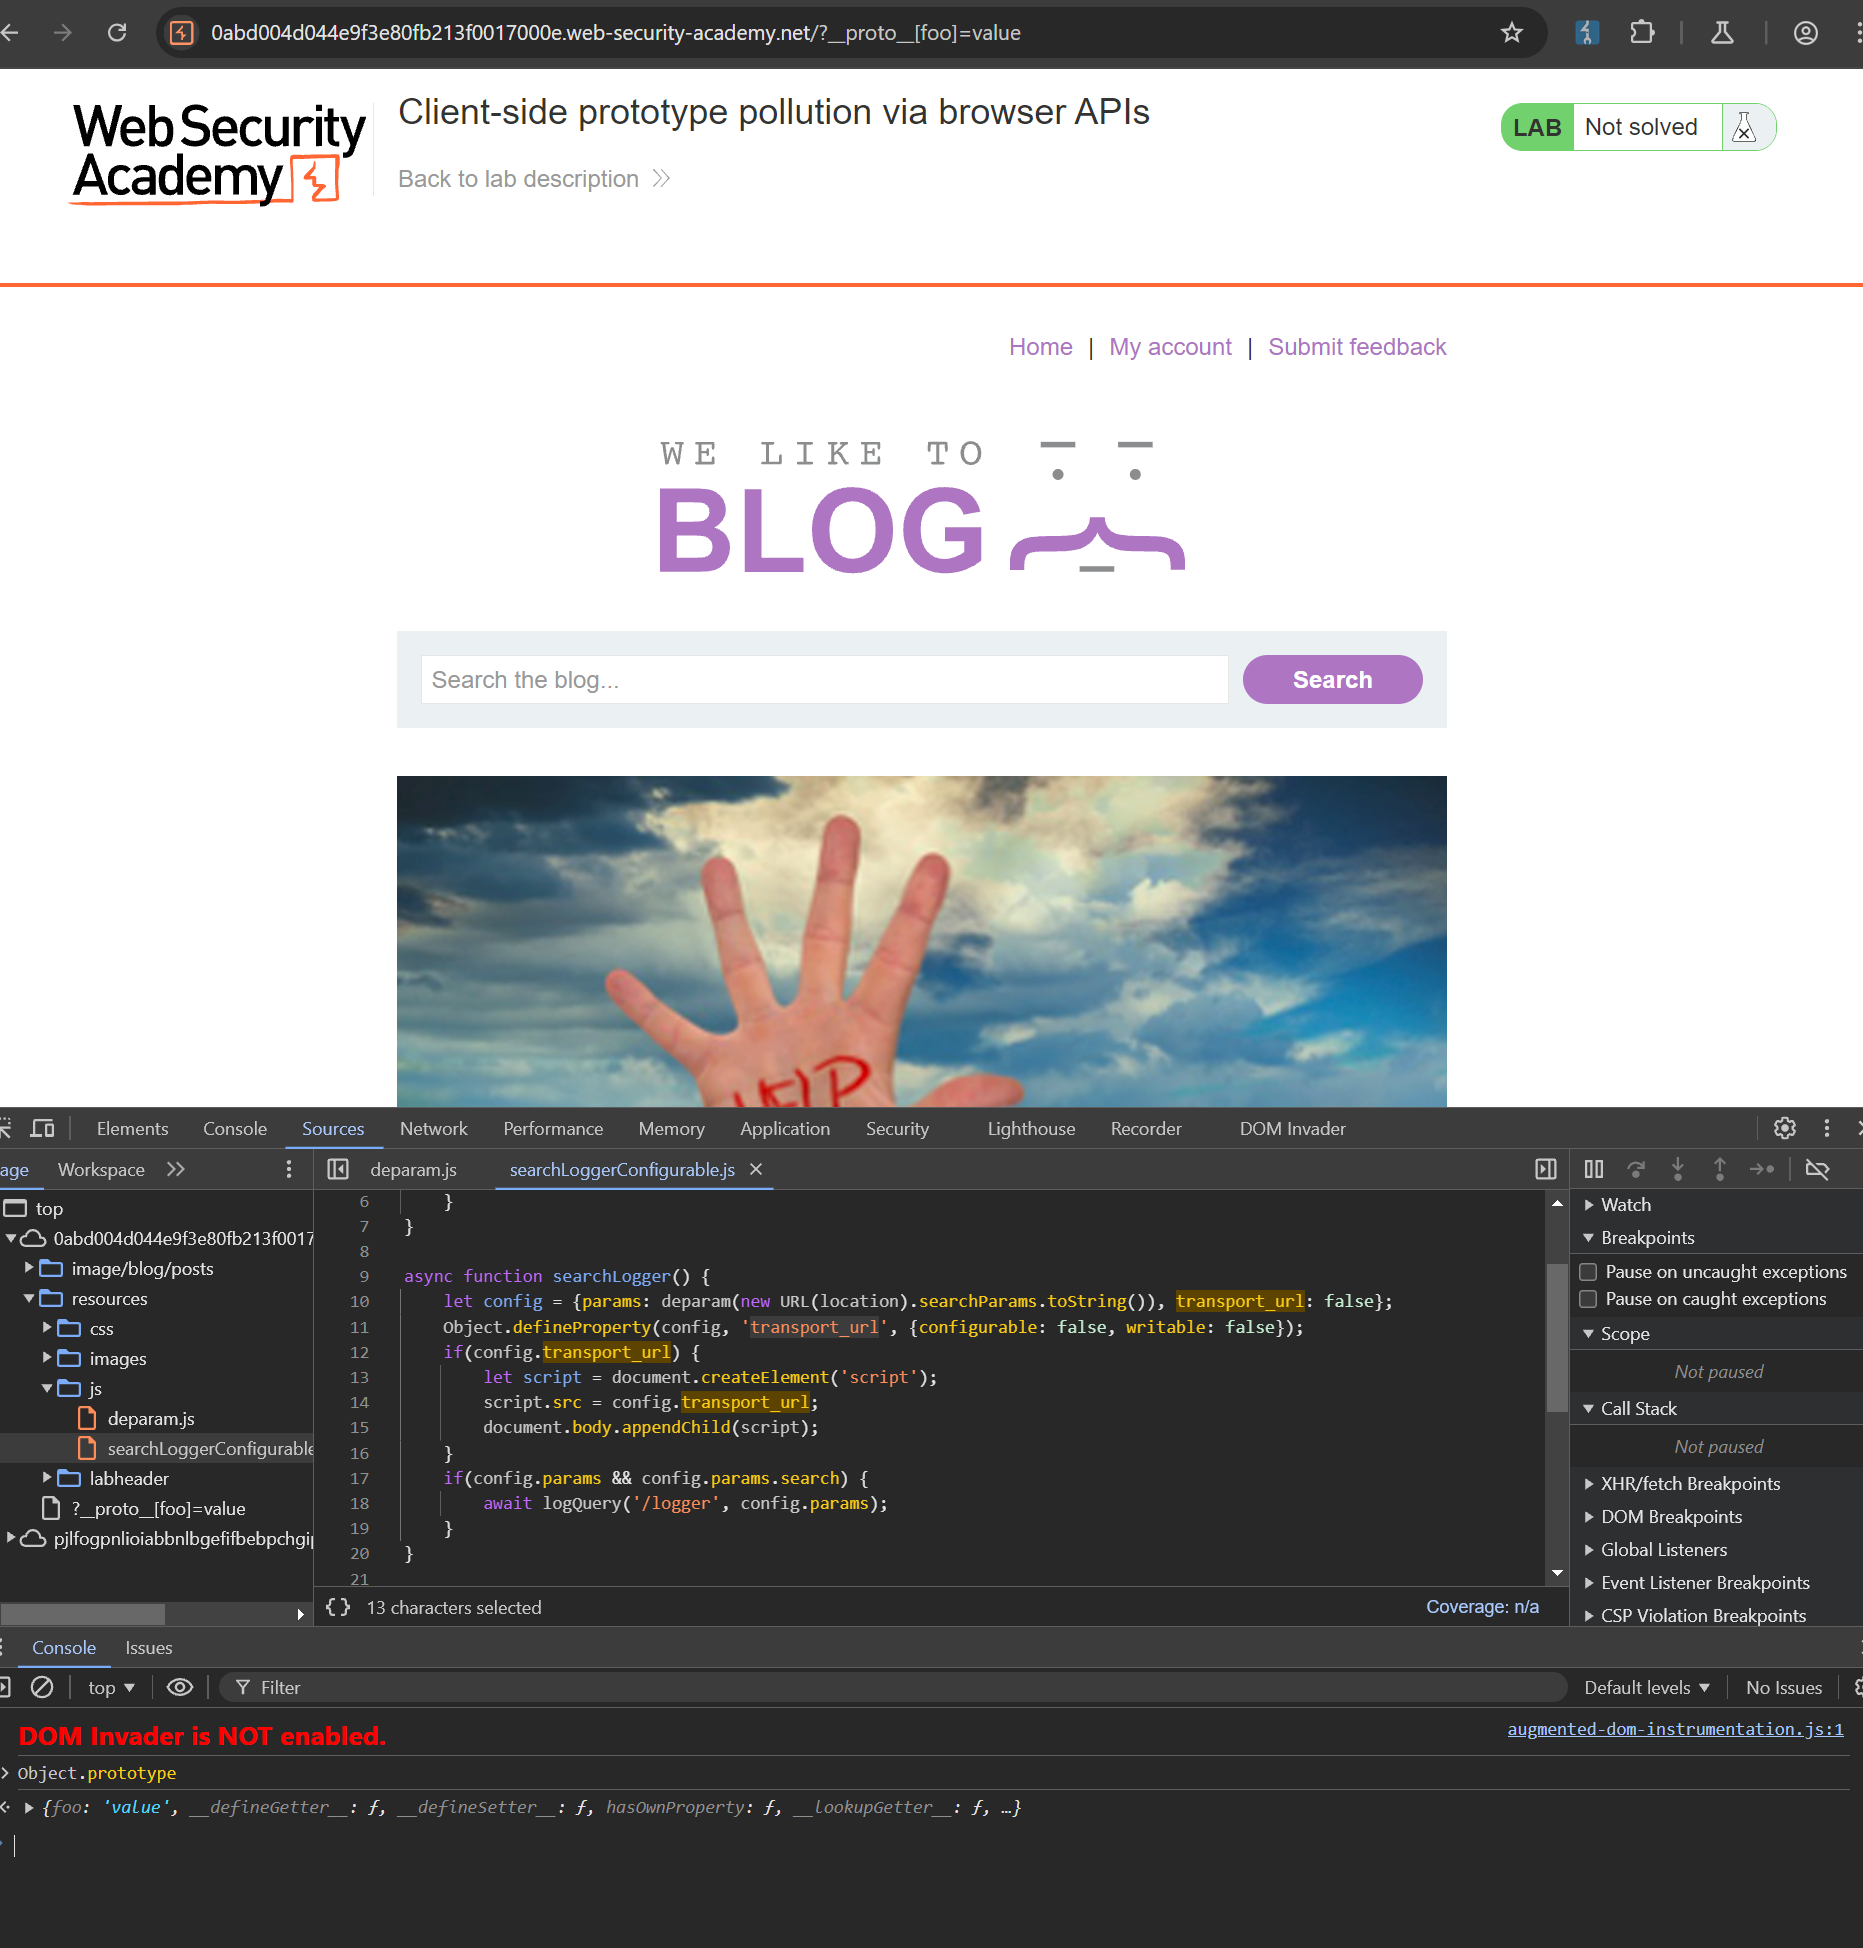 0abd004d044e9f3e80fb213f0017000e.web-security-academy.net/?__proto__[foo]=value
Web Security
Academy
Client-side prototype pollution via browser APIs
Back to lab description
LAB Not solved
Home | My account | Submit feedback
WE LIKE TO
BLOG
Search the blog...
Search
HELP
Elements Console Sources Network Performance Memory Application Security Lighthouse Recorder DOM Invader
age Workspace
deparam.js searchLoggerConfigurable.js
top
0abd004d044e9f3e80fb213f0017
image/blog/posts
resources
css
images
js
deparam.js
searchLoggerConfigurable
labheader
?__proto__[foo]=value
pjlfogpnlioiabbnlbgefifbebpchgip
6 }
7 }
8
9 async function searchLogger() {
10 let config = {params: deparam(new URL(location).searchParams.toString()), transport_url: false};
11 Object.defineProperty(config, 'transport_url', {configurable: false, writable: false});
12 if(config.transport_url) {
13 let script = document.createElement('script');
14 script.src = config.transport_url;
15 document.body.appendChild(script);
16 }
17 if(config.params && config.params.search) {
18 await logQuery('/logger', config.params);
19 }
20 }
21
{} 13 characters selected
Coverage: n/a
Watch
Breakpoints
Pause on uncaught exceptions
Pause on caught exceptions
Scope
Not paused
Call Stack
Not paused
XHR/fetch Breakpoints
DOM Breakpoints
Global Listeners
Event Listener Breakpoints
CSP Violation Breakpoints
Console Issues
top Filter Default levels No Issues
DOM Invader is NOT enabled. augmented-dom-instrumentation.js:1
Object.prototype
{foo: 'value', __defineGetter__: ƒ, __defineSetter__: ƒ, hasOwnProperty: ƒ, __lookupGetter__: ƒ, …}